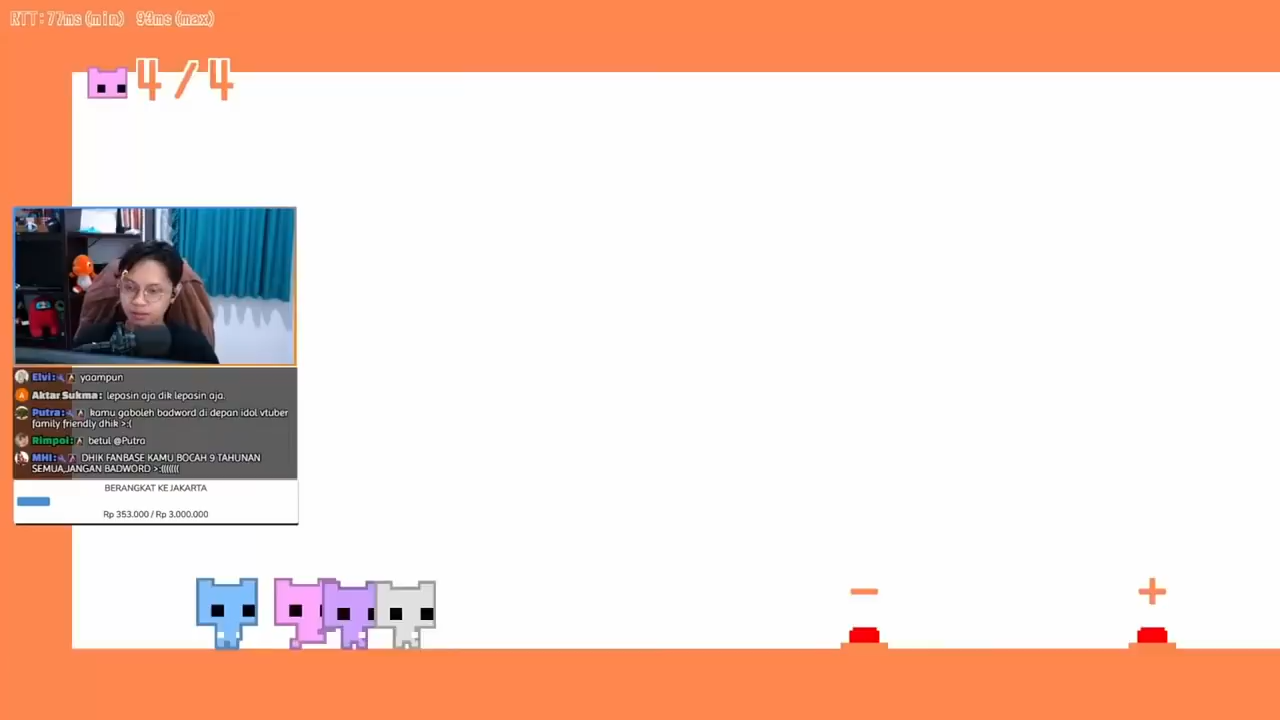 RTT:77ms(min) 93ms(max)
4/4
Elvi: yaampun
Aktar Sukma: lepasin aja dik lepasin aja.
Putra: kamu gaboleh badword di depan idol vtuber
family friendly dhik >:(
Rimpoi: betul @Putra
MHI: DHIK FANBASE KAMU BOCAH 9 TAHUNAN
SEMUA,JANGAN BADWORD >:(((((((
BERANGKAT KE JAKARTA
Rp 353.000 / Rp 3.000.000
- +